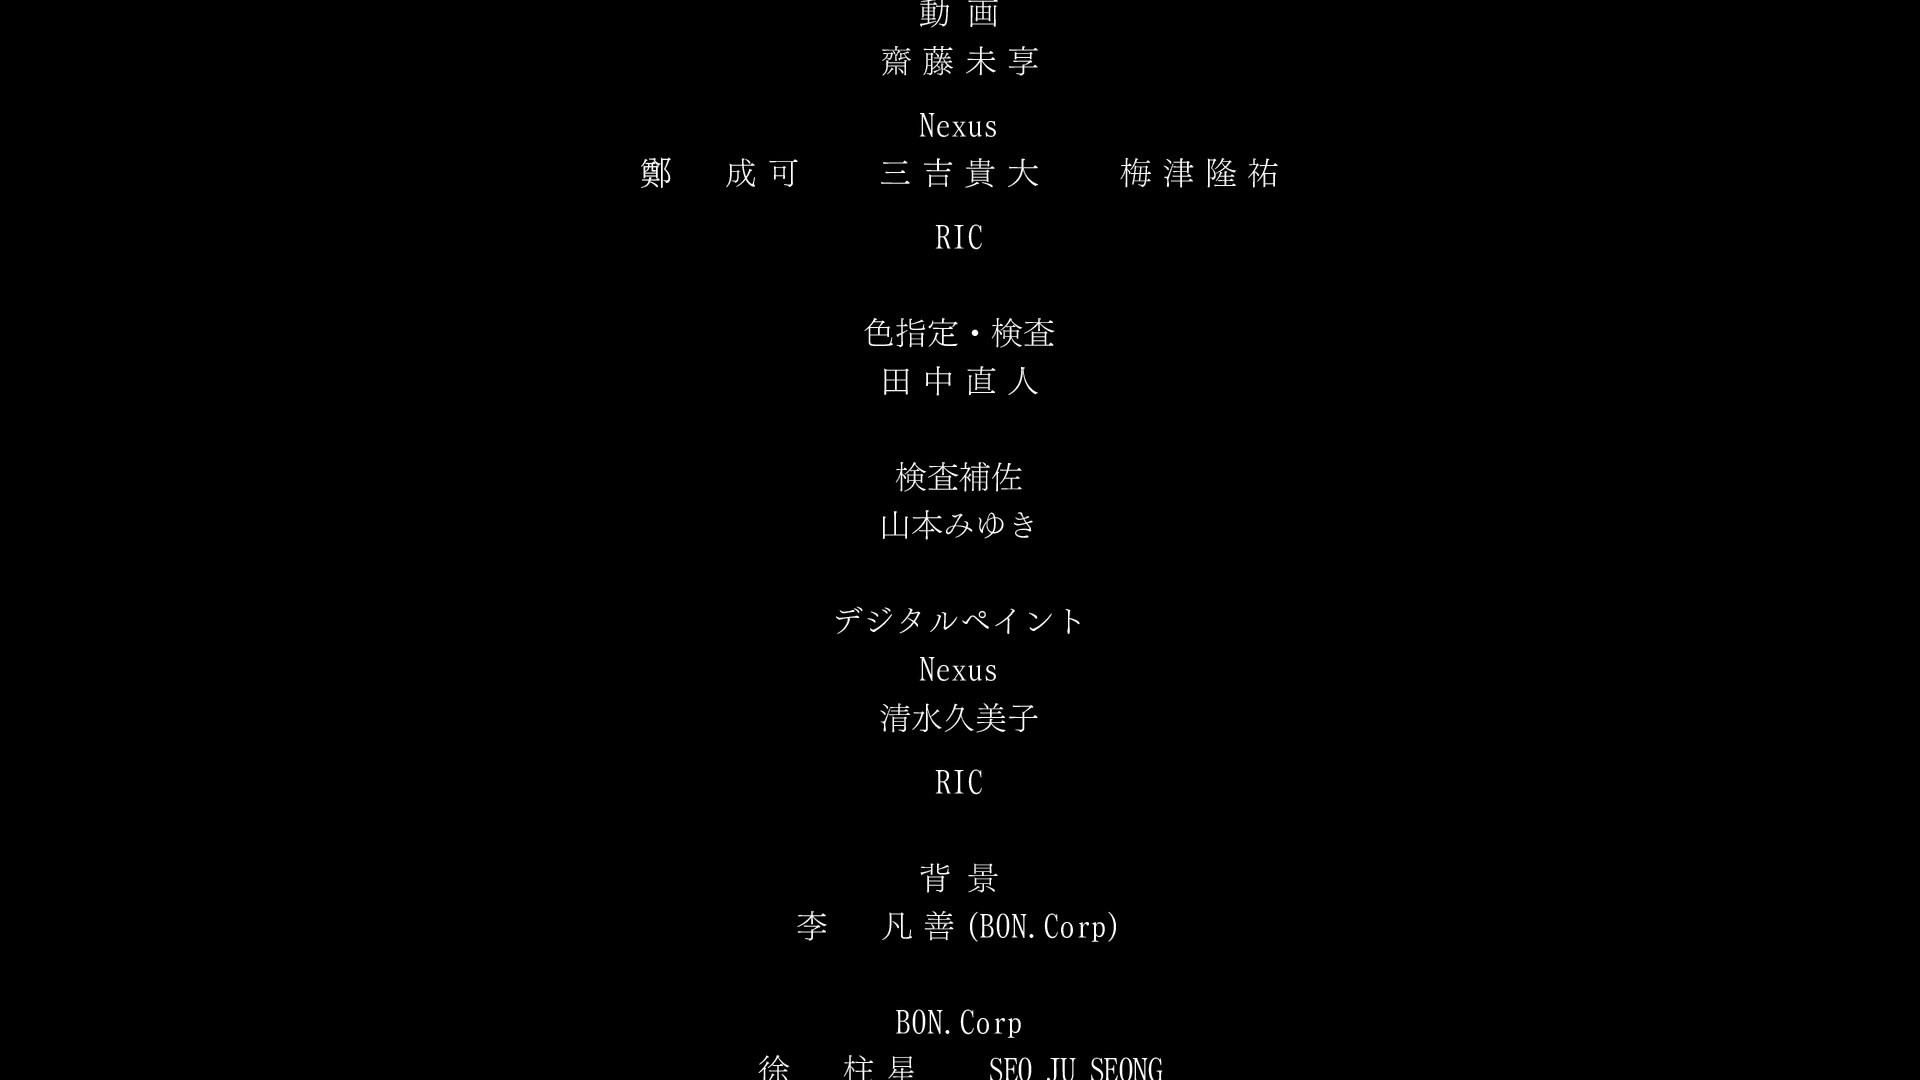 動 画
齋藤未享
Nexus
鄭　成可　三吉貴大　梅津隆祐
RIC
色指定・検査
田中直人
検査補佐
山本みゆき
デジタルペイント
Nexus
清水久美子
RIC
背 景
李　凡善(BON.Corp)
BON.Corp
徐　柱星　SEO JU SEONG